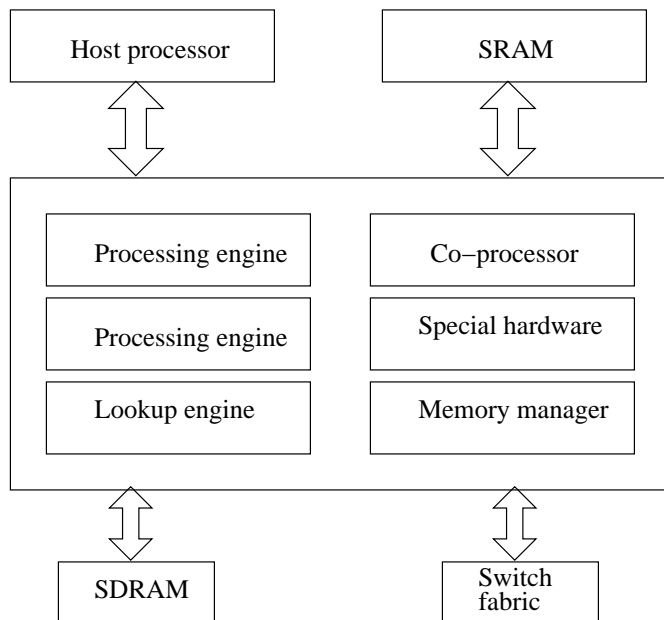 Host processor
SRAM
Processing engine
Co−processor
Processing engine
Special hardware
Lookup engine
Memory manager
SDRAM
Switch
fabric